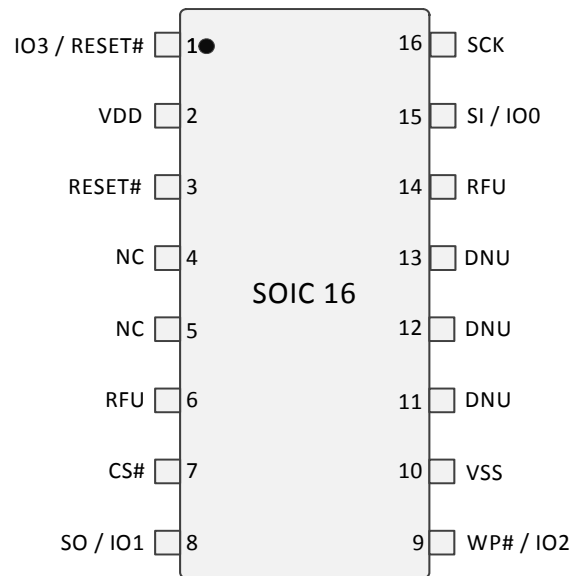 IO3 / RESET# 1 16 SCK
VDD 2 15 SI / IO0
RESET# 3 14 RFU
NC 4 13 DNU
SOIC 16
NC 5 12 DNU
RFU 6 11 DNU
CS# 7 10 VSS
SO / IO1 8 9 WP# / IO2